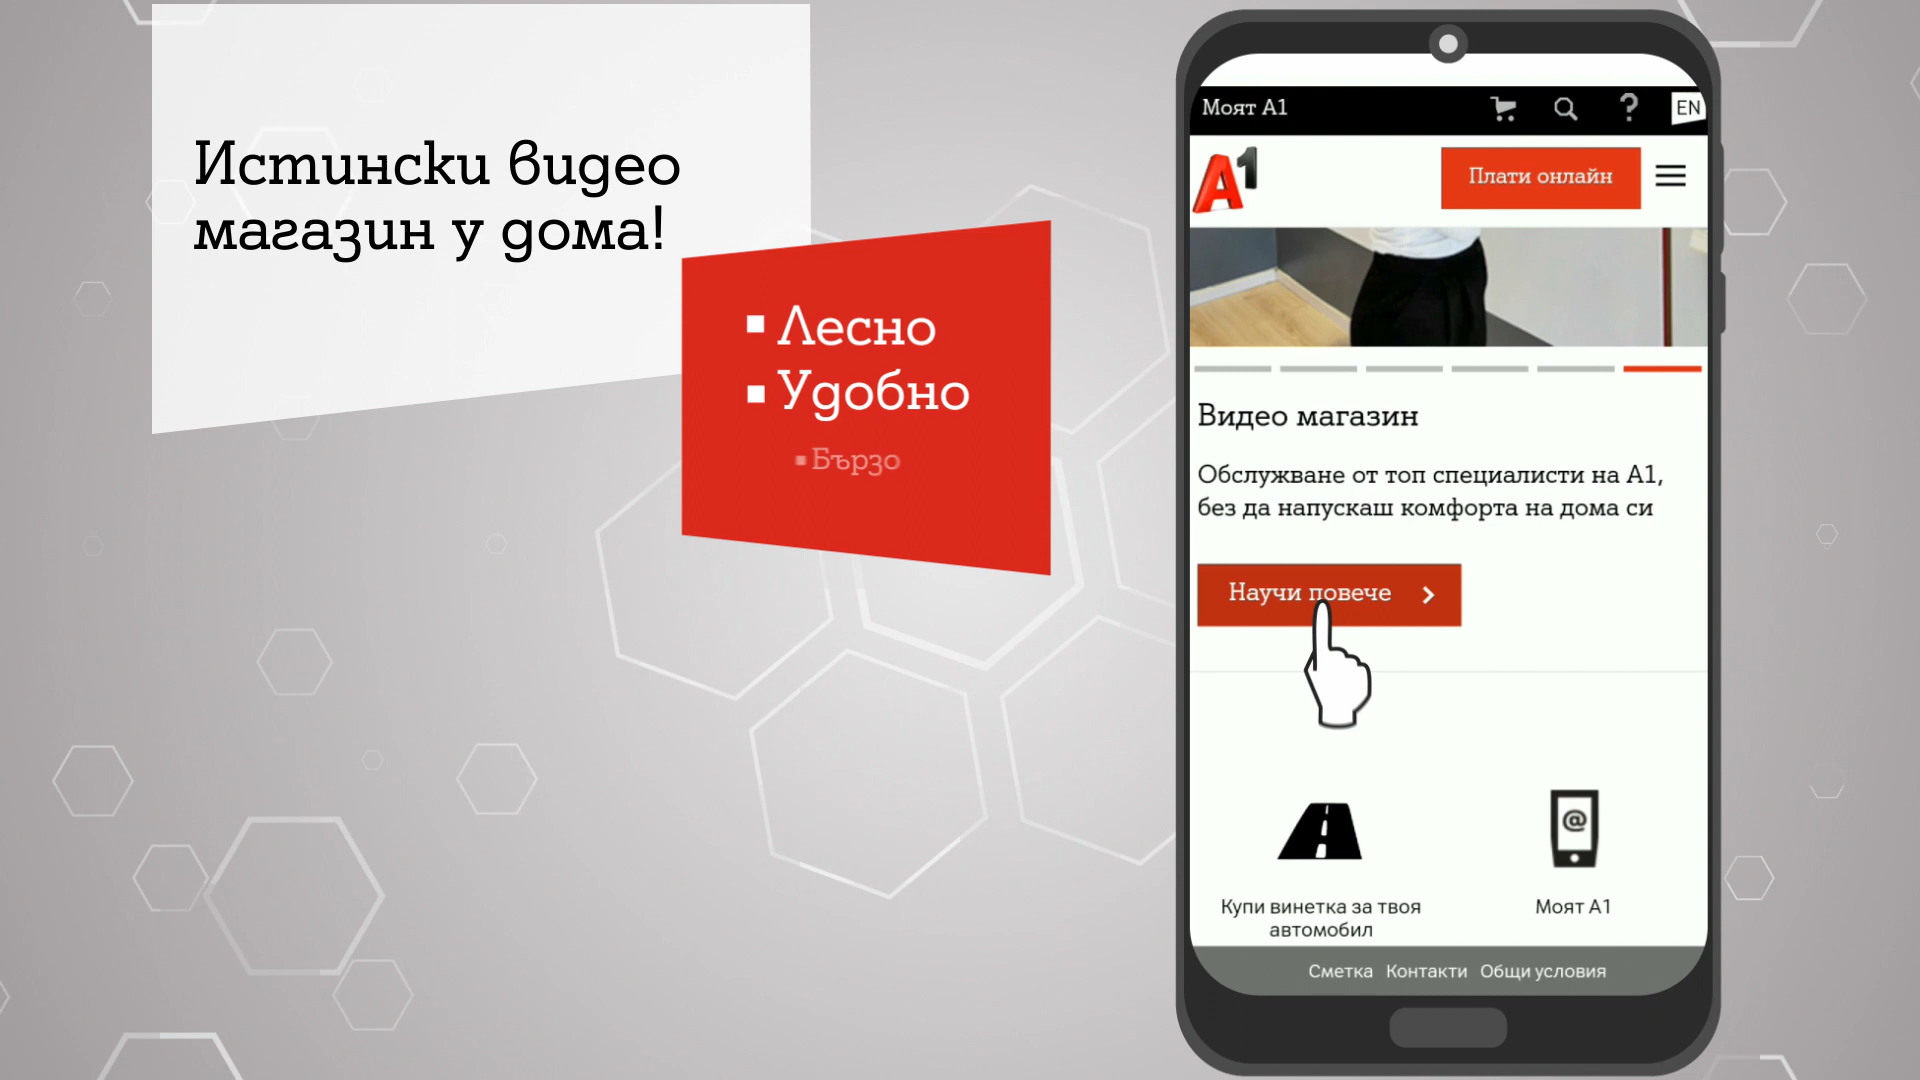 Истински видео
магазин у дома!
▪ Лесно
▪ Удобно
▪ Бързо
Моят А1
EN
A1
Плати онлайн
Видео магазин
Обслужване от топ специалисти на А1,
без да напускаш комфорта на дома си
Научи повече
@
Купи винетка за твоя
автомобил
Моят А1
Сметка Контакти Общи условия